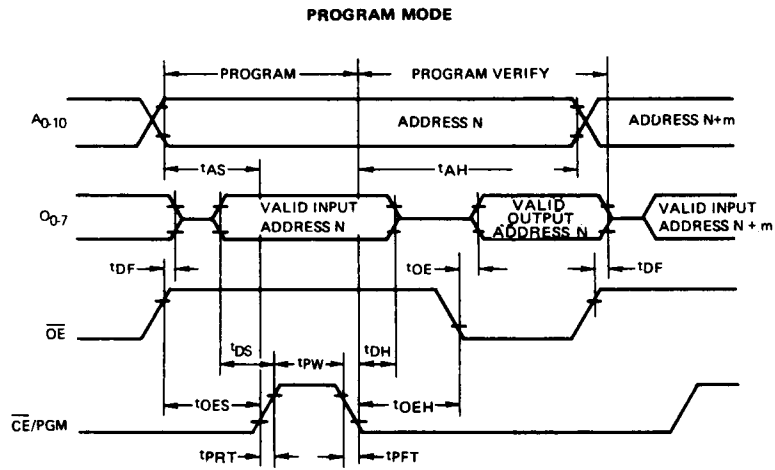 PROGRAM MODE
PROGRAM
PROGRAM VERIFY
A0-10
ADDRESS N
ADDRESS N+m
tAS
tAH
O0-7
VALID INPUT
ADDRESS N
VALID
OUTPUT
ADDRESS N
VALID INPUT
ADDRESS N + m
tDF
tOE
tDF
OE
tDS
tPW
tDH
tOES
tOEH
CE/PGM
tPRT
tPFT